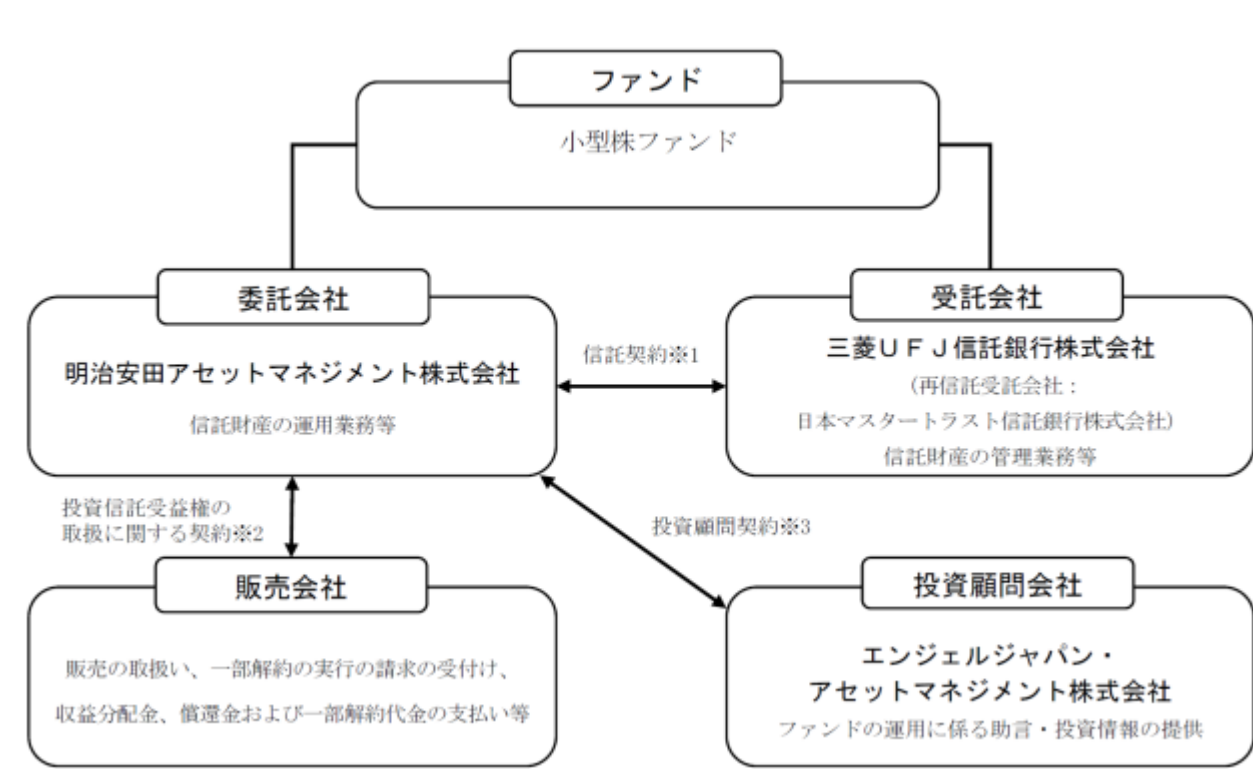 ファンド
小型株ファンド
委託会社
明治安田アセットマネジメント株式会社
信託財産の運用業務等
信託契約※1
受託会社
三菱ＵＦＪ信託銀行株式会社
（再信託受託会社：
日本マスタートラスト信託銀行株式会社）
信託財産の管理業務等
投資信託受益権の
取扱に関する契約※2
投資顧問契約※3
販売会社
販売の取扱い、一部解約の実行の請求の受付け、
収益分配金、償還金および一部解約代金の支払い等
投資顧問会社
エンジェルジャパン・
アセットマネジメント株式会社
ファンドの運用に係る助言・投資情報の提供